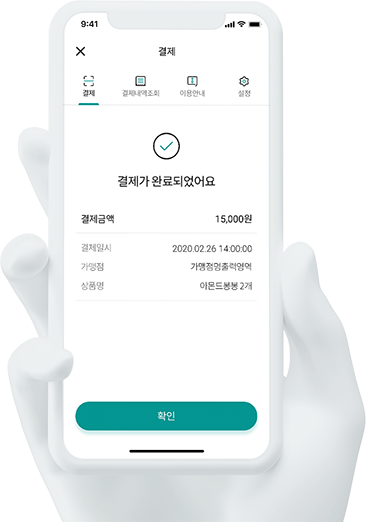 9:41
결제
결제
결제내역조회
이용안내
설정
결제가 완료되었어요
결제금액 15,000원
결제일시 2020.02.26 14:00:00
가맹점 가맹점명출력영역
상품명 아몬드봉봉 2개
확인